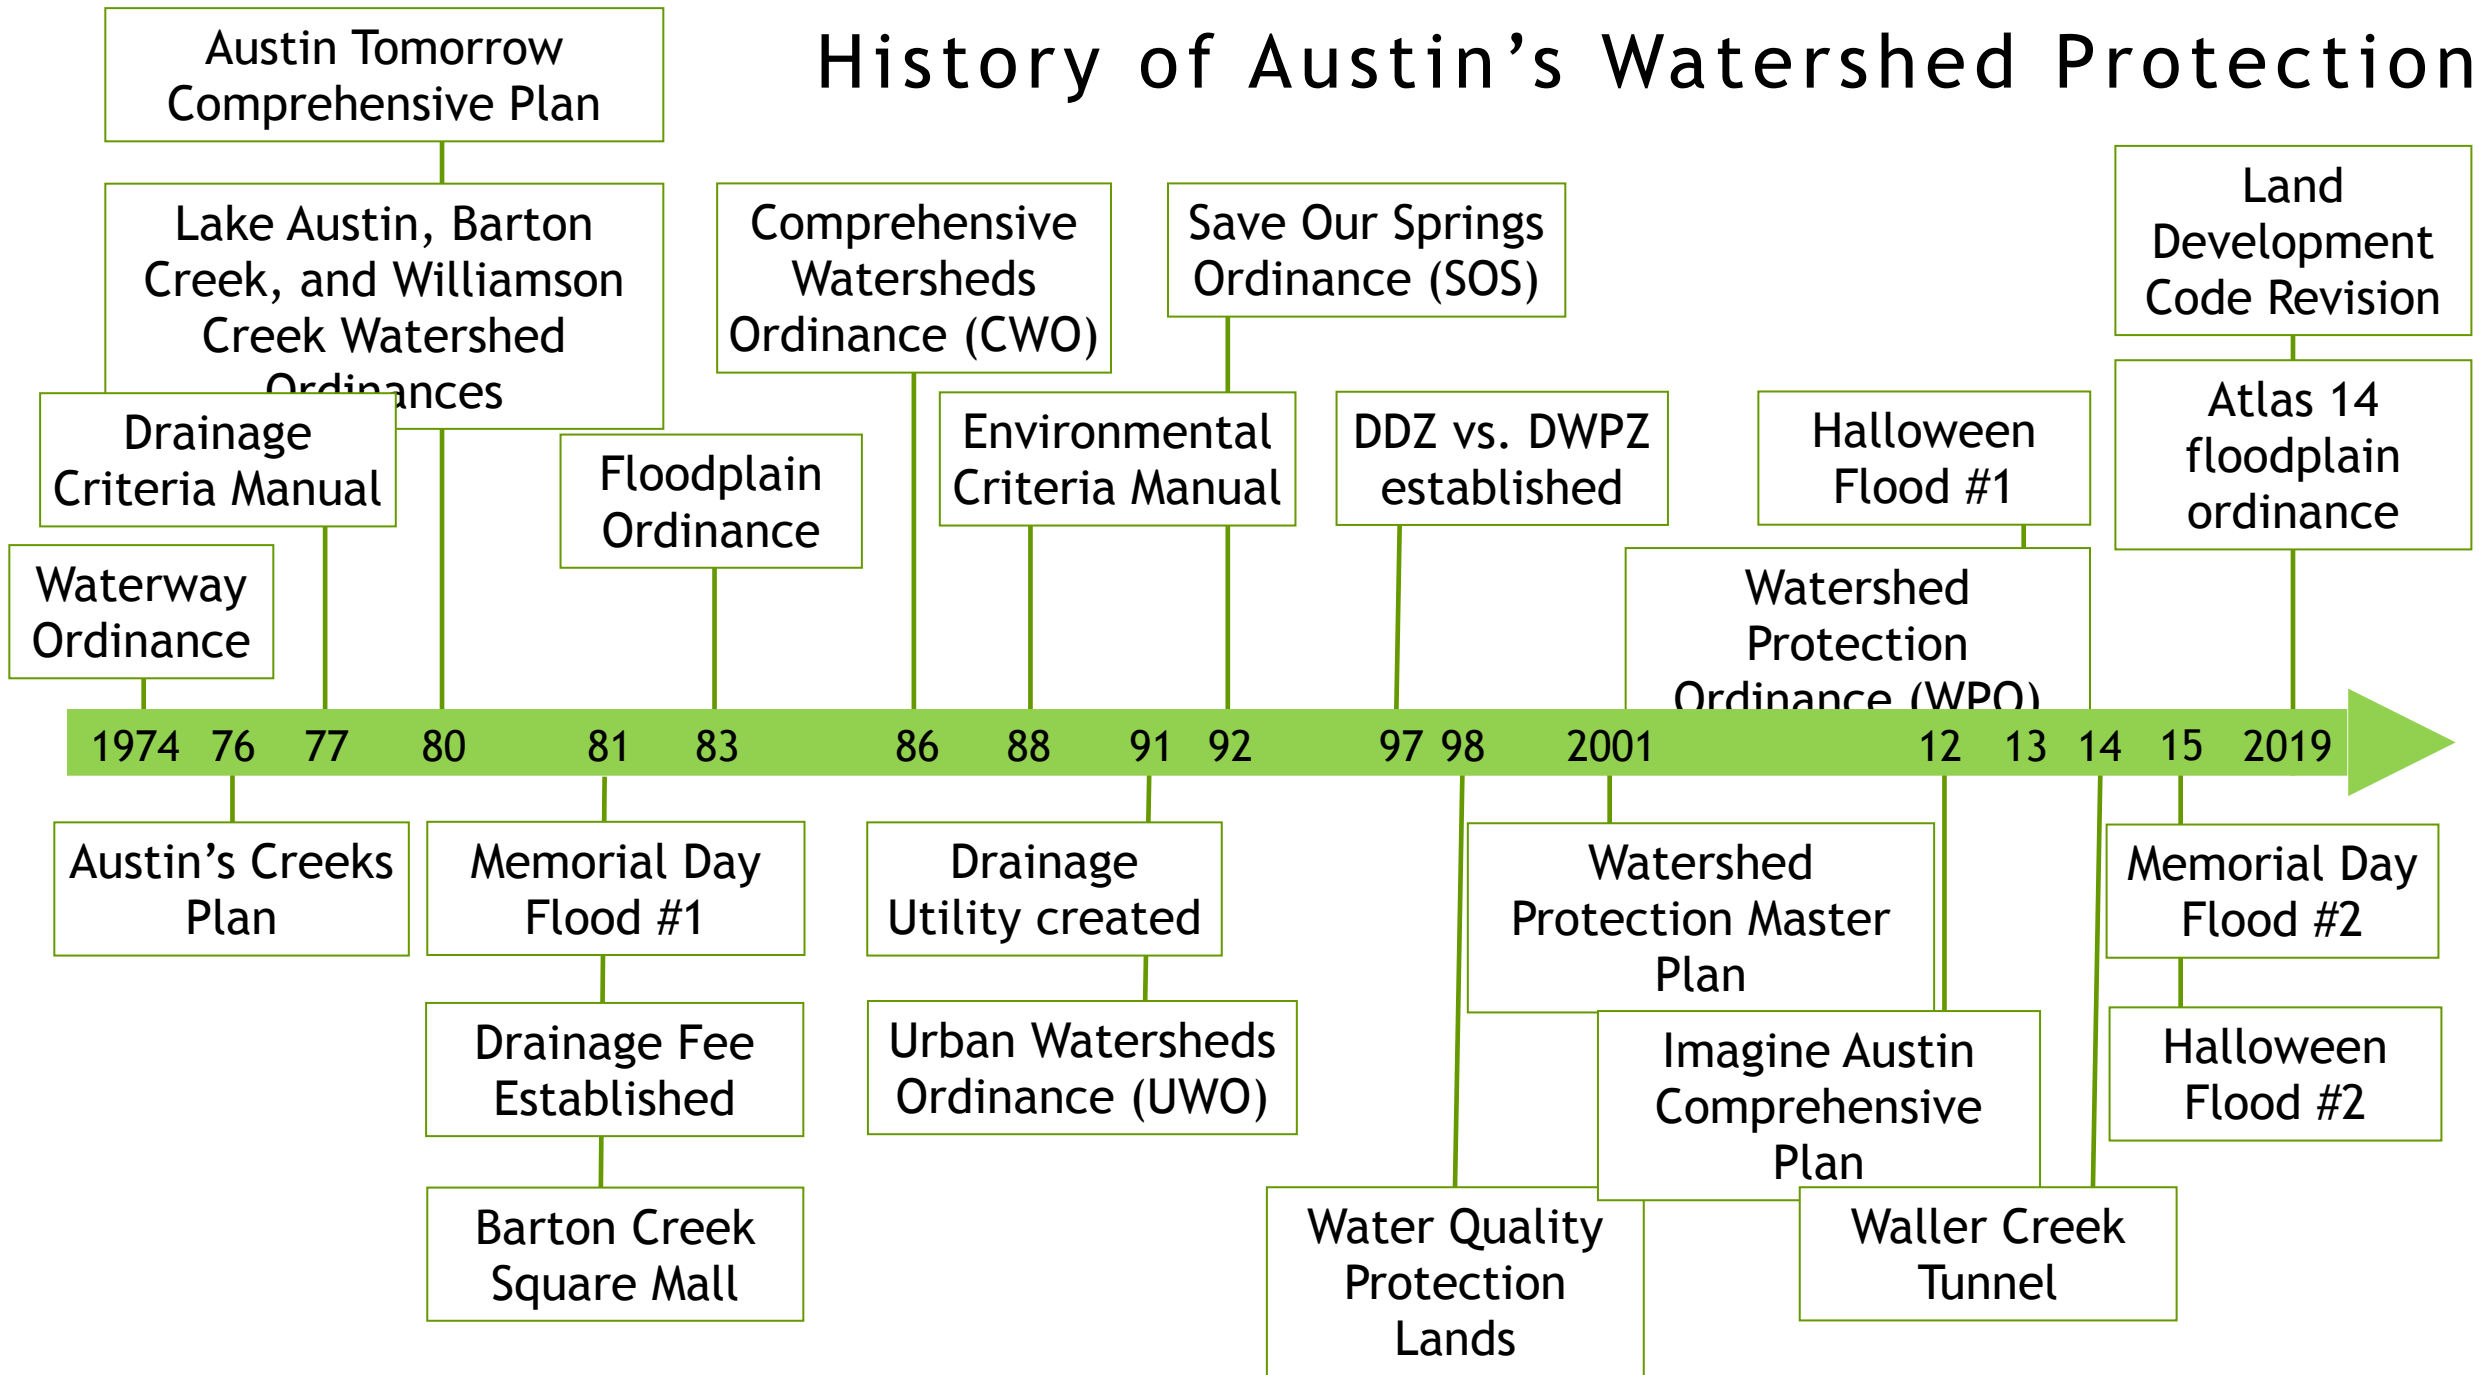 History of Austin’s Watershed Protection
Austin Tomorrow
Comprehensive Plan
Lake Austin, Barton
Creek, and Williamson
Creek Watershed
Ordinances
Drainage
Criteria Manual
Waterway
Ordinance
Floodplain
Ordinance
Comprehensive
Watersheds
Ordinance (CWO)
Environmental
Criteria Manual
Save Our Springs
Ordinance (SOS)
DDZ vs. DWPZ
established
Halloween
Flood #1
Watershed
Protection
Ordinance (WPO)
Land
Development
Code Revision
Atlas 14
floodplain
ordinance
1974 76 77 80 81 83 86 88 91 92 97 98 2001 12 13 14 15 2019
Austin’s Creeks
Plan
Memorial Day
Flood #1
Drainage Fee
Established
Barton Creek
Square Mall
Drainage
Utility created
Urban Watersheds
Ordinance (UWO)
Water Quality
Protection
Lands
Watershed
Protection Master
Plan
Imagine Austin
Comprehensive
Plan
Waller Creek
Tunnel
Memorial Day
Flood #2
Halloween
Flood #2